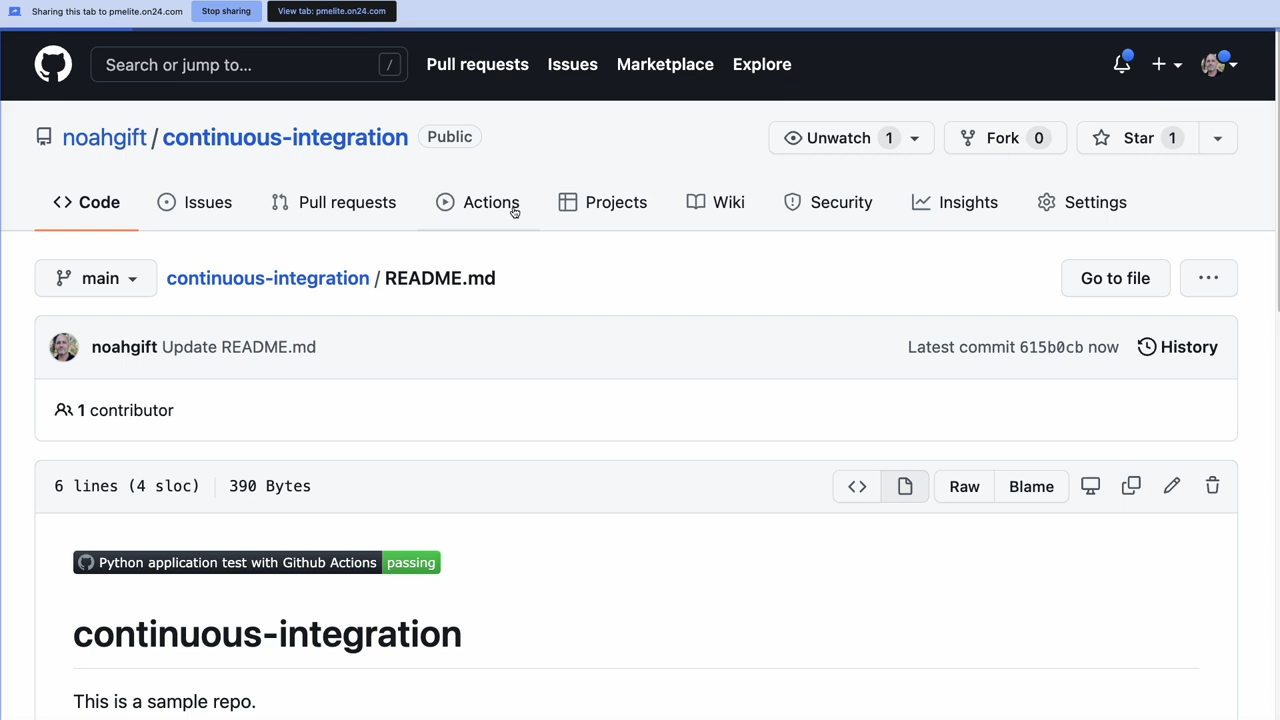 Sharing this tab to pmelite.on24.com Stop sharing View tab: pmelite.on24.com
Search or jump to... / Pull requests Issues Marketplace Explore
noahgift / continuous-integration Public Unwatch 1 Fork 0 Star 1
Code Issues Pull requests Actions Projects Wiki Security Insights Settings
main continuous-integration / README.md Go to file ...
noahgift Update README.md Latest commit 615b0cb now History
1 contributor
6 lines (4 sloc) 390 Bytes <> Raw Blame
Python application test with Github Actions passing
continuous-integration
This is a sample repo.